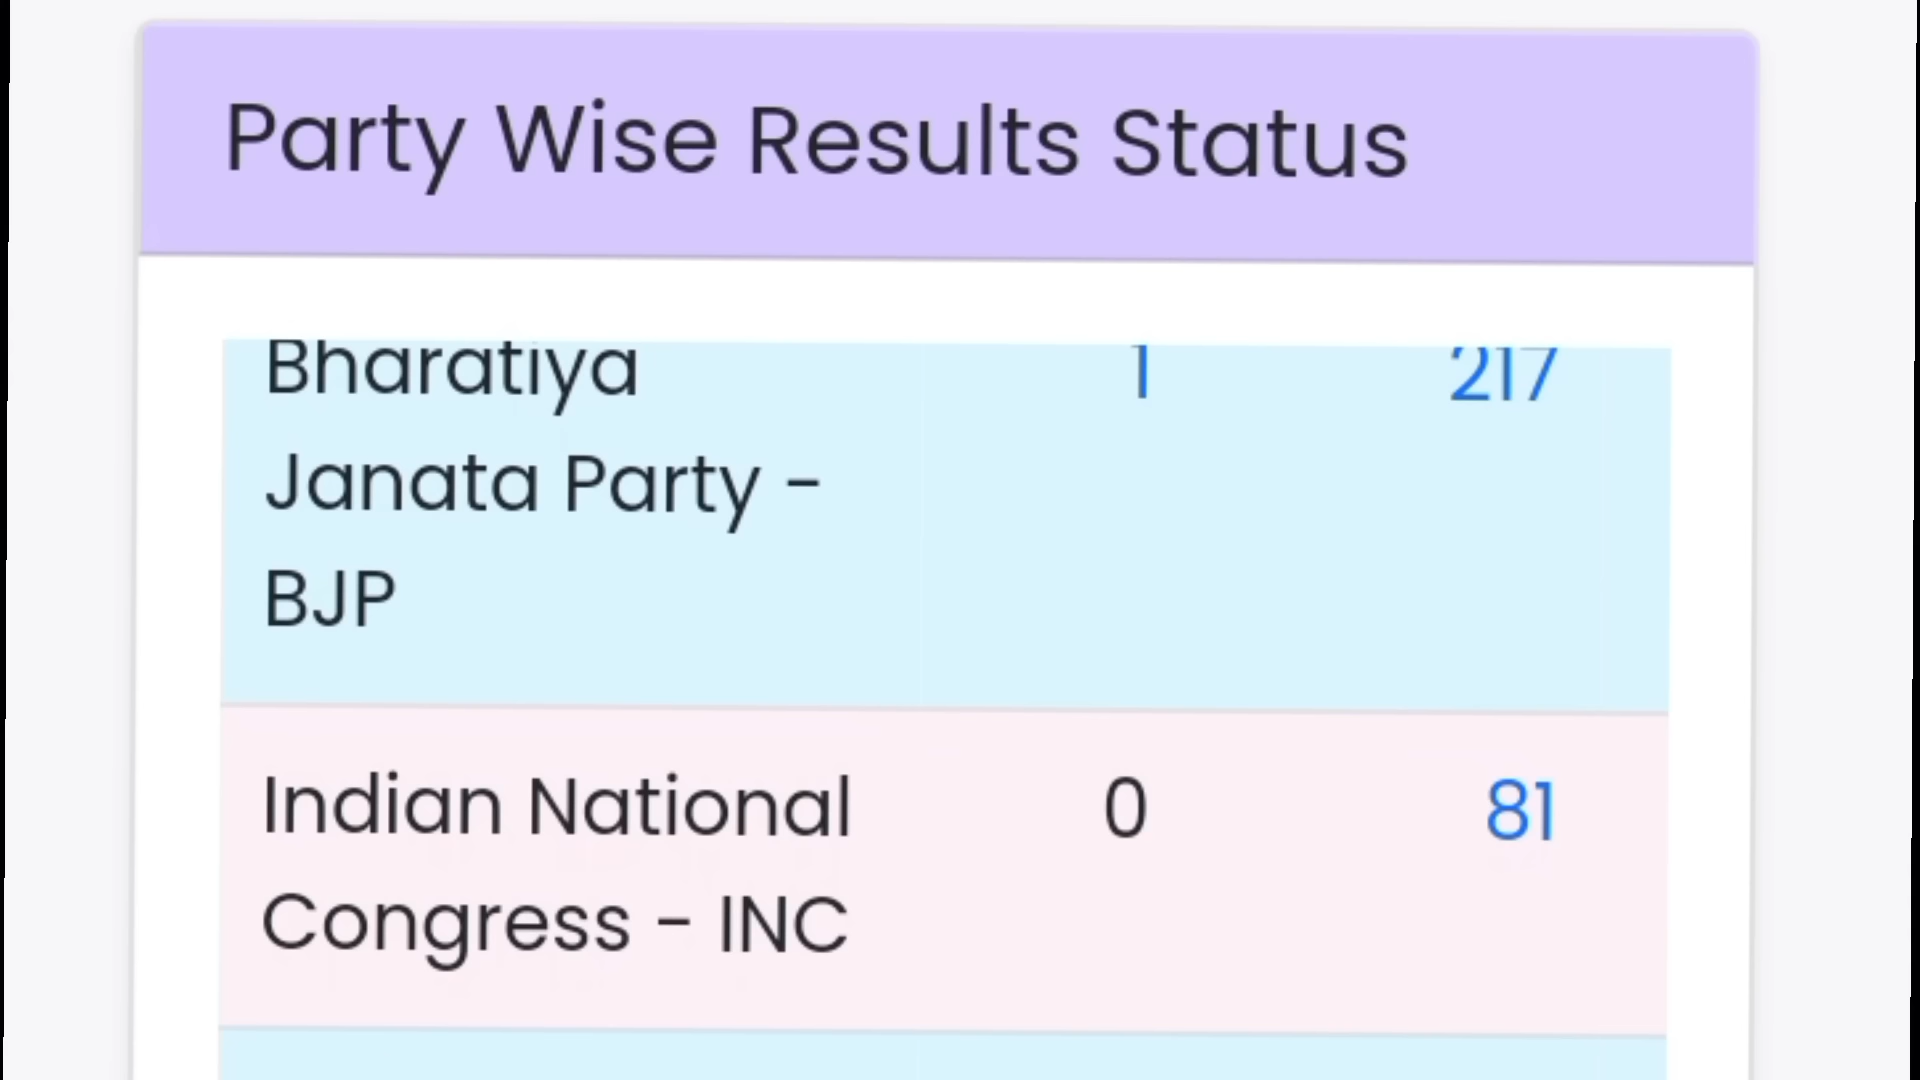 Party Wise Results Status
Bharatiya 1 217
Janata Party -
BJP
Indian National 0 81
Congress - INC